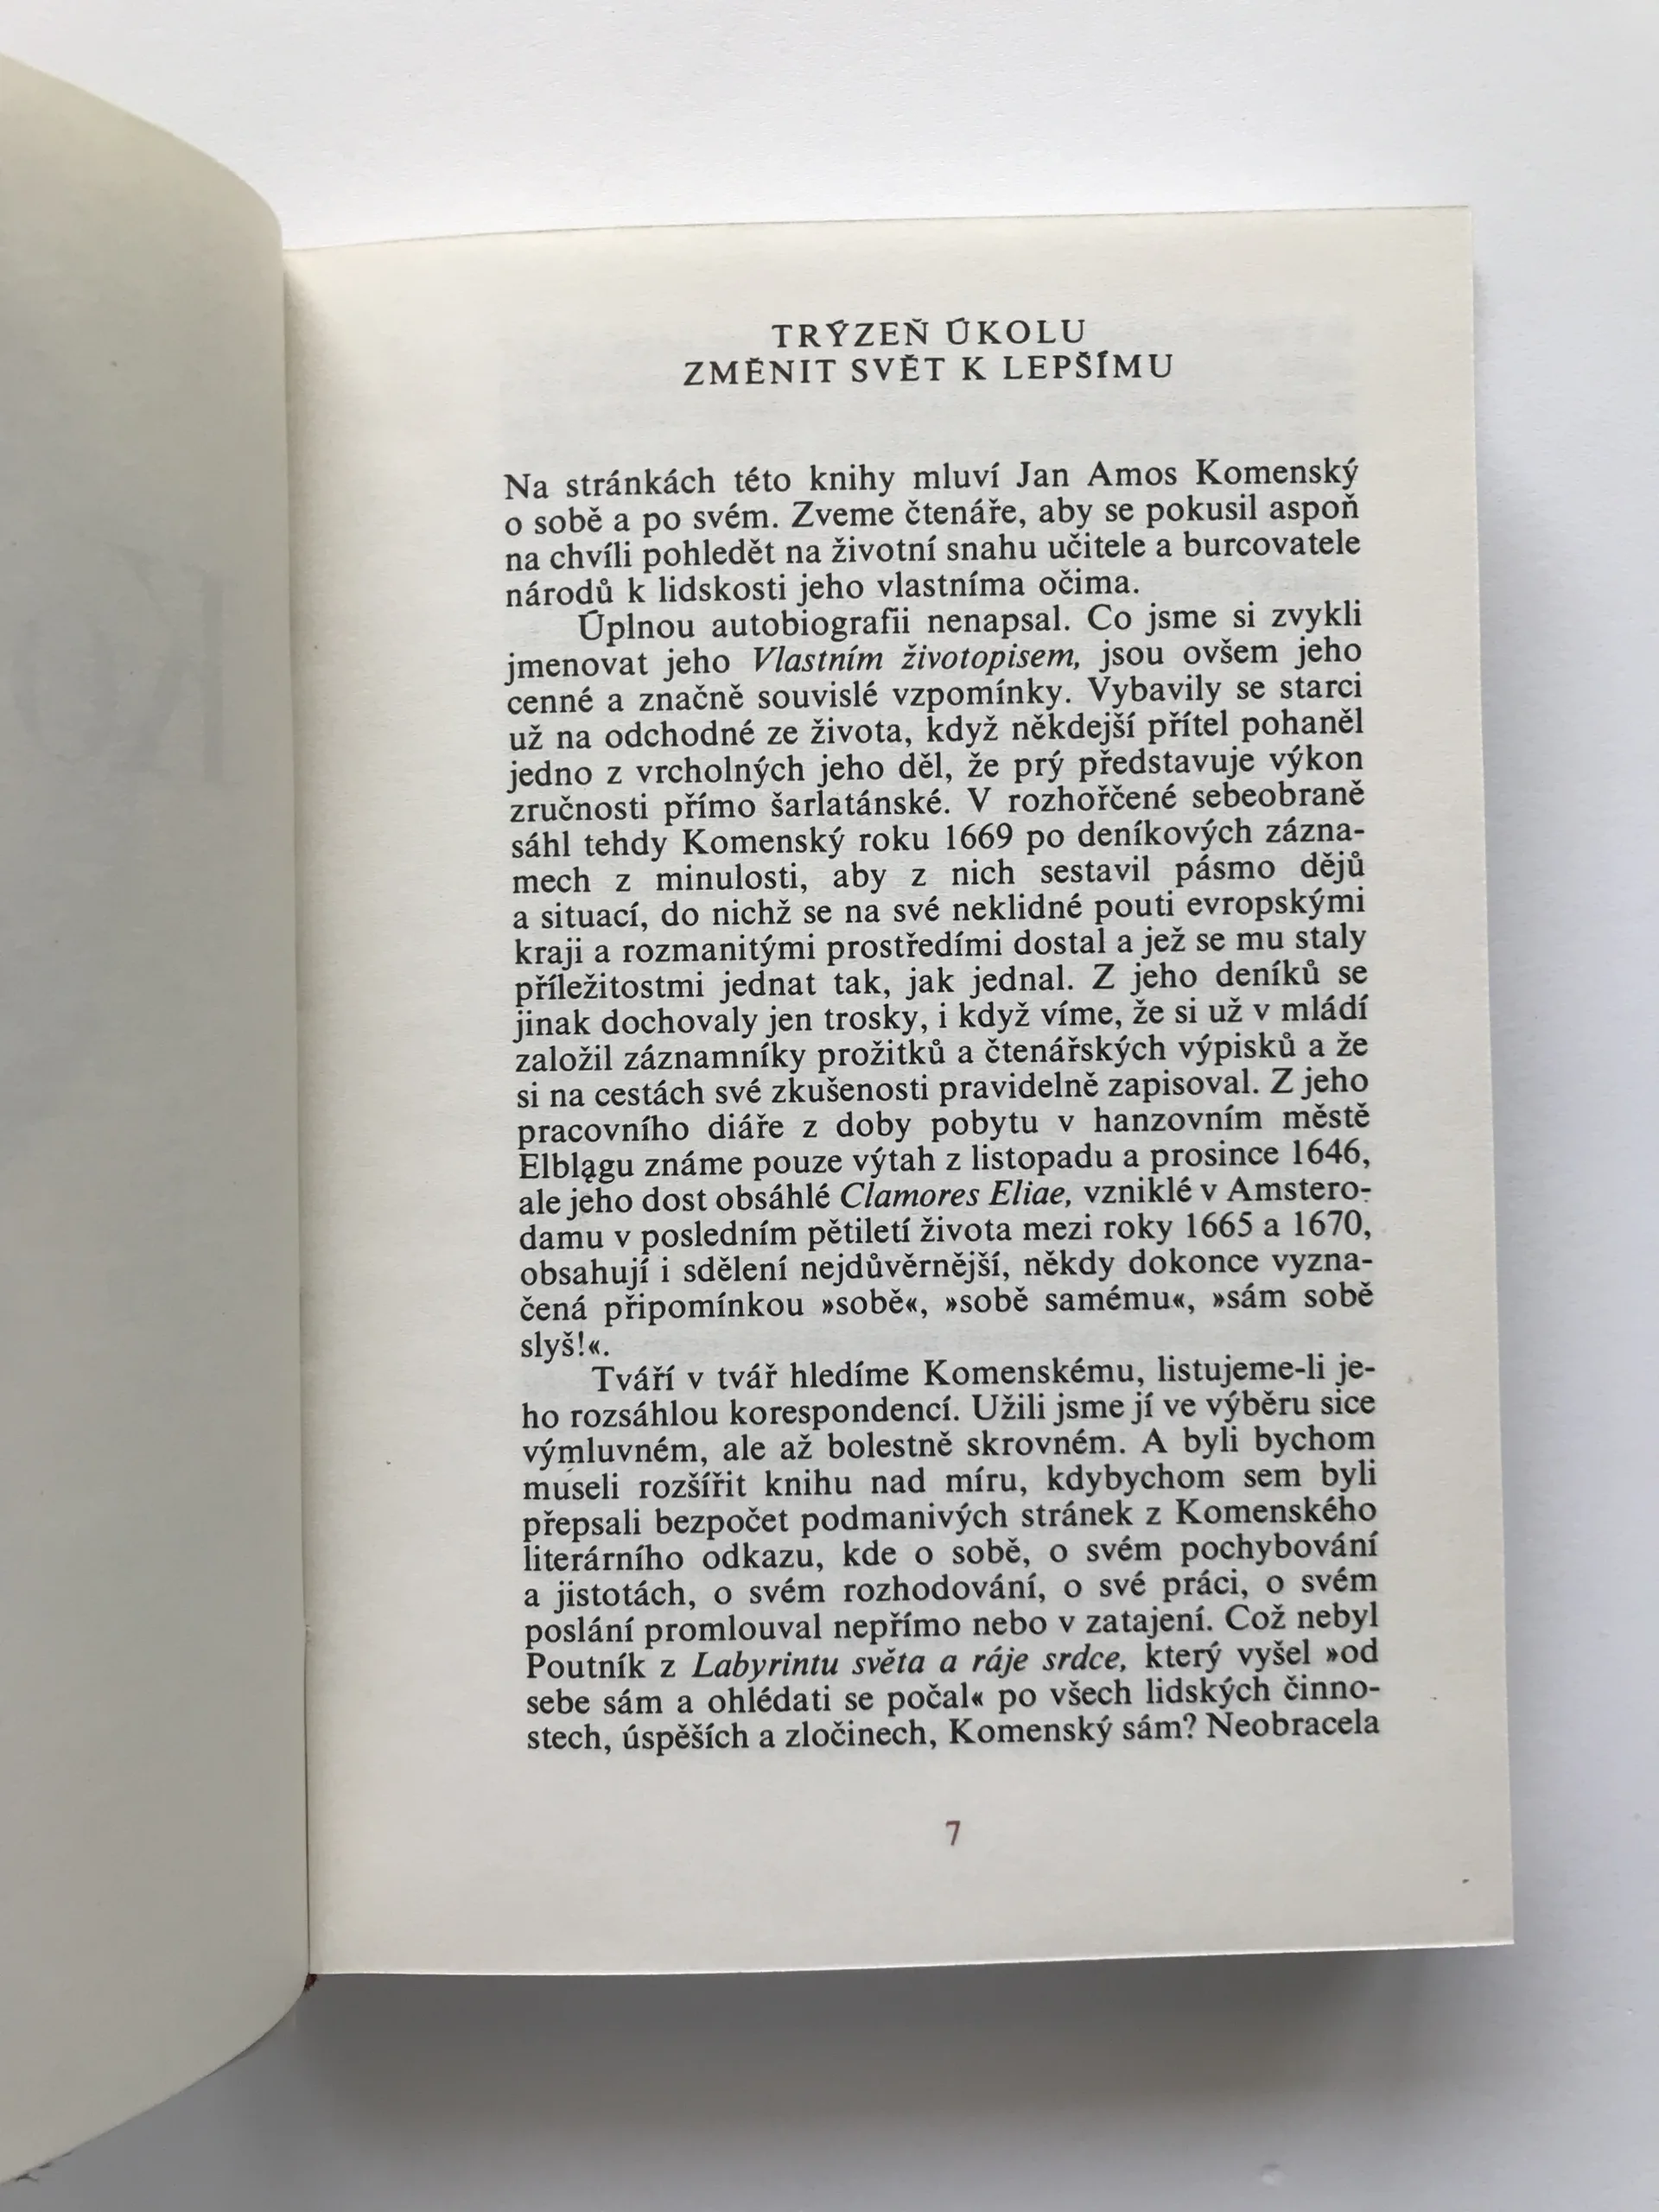 TRÝZEŇ ÚKOLU
ZMĚNIT SVĚT K LEPŠÍMU
Na stránkách této knihy mluví Jan Amos Komenský
o sobě a po svém. Zveme čtenáře, aby se pokusil aspoň
na chvíli pohledět na životní snahu učitele a burcovatele
národů k lidskosti jeho vlastníma očima.
Úplnou autobiografii nenapsal. Co jsme si zvykli
jmenovat jeho Vlastním životopisem, jsou ovšem jeho
cenné a značně souvislé vzpomínky. Vybavily se starci
už na odchodné ze života, když někdejší přítel pohaněl
jedno z vrcholných jeho děl, že prý představuje výkon
zručnosti přímo šarlatánské. V rozhořčené sebeobraně
sáhl tehdy Komenský roku 1669 po deníkových zázna-
mech z minulosti, aby z nich sestavil pásmo dějů
a situací, do nichž se na své neklidné pouti evropskými
kraji a rozmanitými prostředími dostal a jež se mu staly
příležitostmi jednat tak, jak jednal. Z jeho deníků se
jinak dochovaly jen trosky, i když víme, že si už v mládí
založil záznamníky prožitků a čtenářských výpisků a že
si na cestách své zkušenosti pravidelně zapisoval. Z jeho
pracovního diáře z doby pobytu v hanzovním městě
Elblągu známe pouze výtah z listopadu a prosince 1646,
ale jeho dost obsáhlé Clamores Eliae, vzniklé v Amstero-
damu v posledním pětiletí života mezi roky 1665 a 1670,
obsahují i sdělení nejdůvěrnější, někdy dokonce vyzna-
čená připomínkou »sobě«, »sobě samému«, »sám sobě
slyš!«.
Tváří v tvář hledíme Komenskému, listujeme-li je-
ho rozsáhlou korespondencí. Užili jsme jí ve výběru sice
výmluvném, ale až bolestně skrovném. A byli bychom
museli rozšířit knihu nad míru, kdybychom sem byli
přepsali bezpočet podmanivých stránek z Komenského
literárního odkazu, kde o sobě, o svém pochybování
a jistotách, o svém rozhodování, o své práci, o svém
poslání promlouval nepřímo nebo v zatajení. Což nebyl
Poutník z Labyrintu světa a ráje srdce, který vyšel »od
sebe sám a ohlédati se počal« po všech lidských činno-
stech, úspěších a zločinech, Komenský sám? Neobracela
7